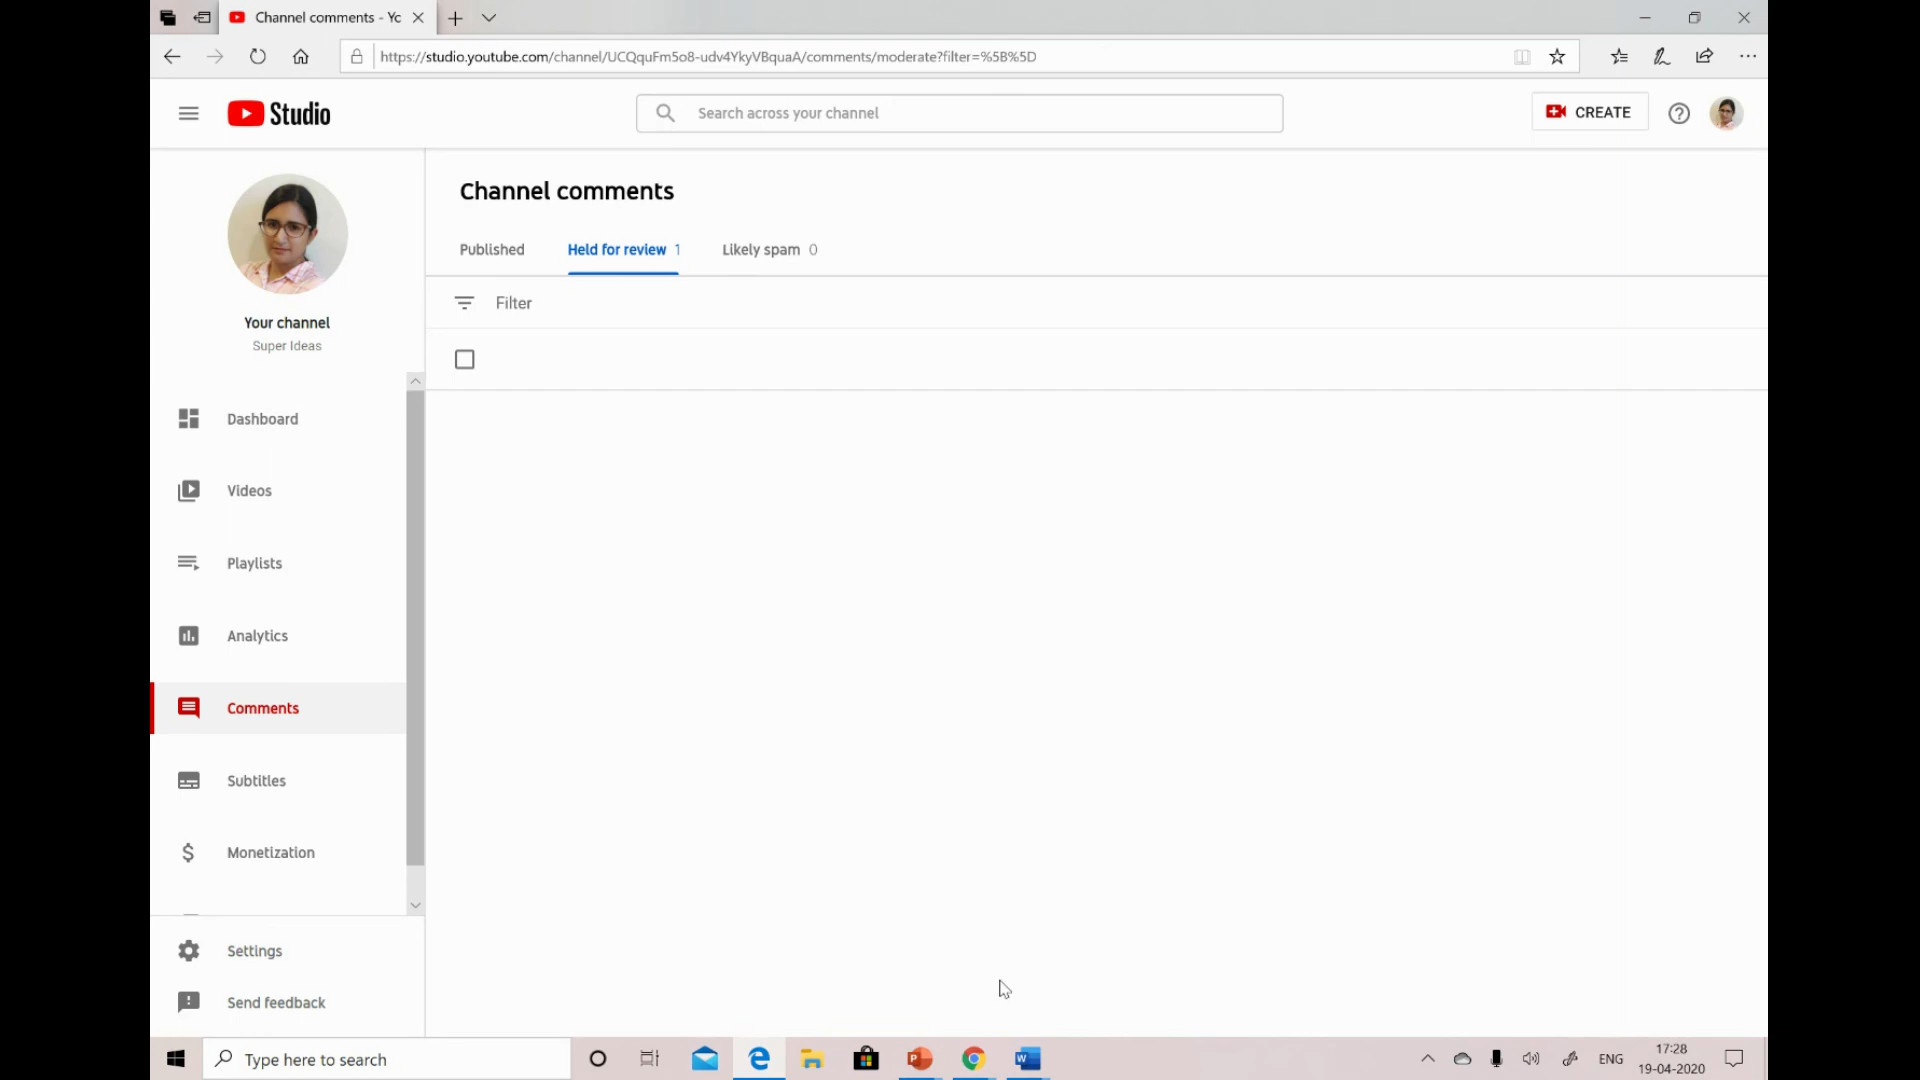 Channel comments - Yc
https://studio.youtube.com/channel/UCQquFm5o8-udv4YkyVBquaA/comments/moderate?filter=%5B%5D
Studio
Search across your channel
CREATE
Your channel
Super Ideas
Dashboard
Videos
Playlists
Analytics
Comments
Subtitles
Monetization
Settings
Send feedback
Channel comments
Published Held for review 1 Likely spam 0
Filter
Type here to search
ENG
17:28
19-04-2020